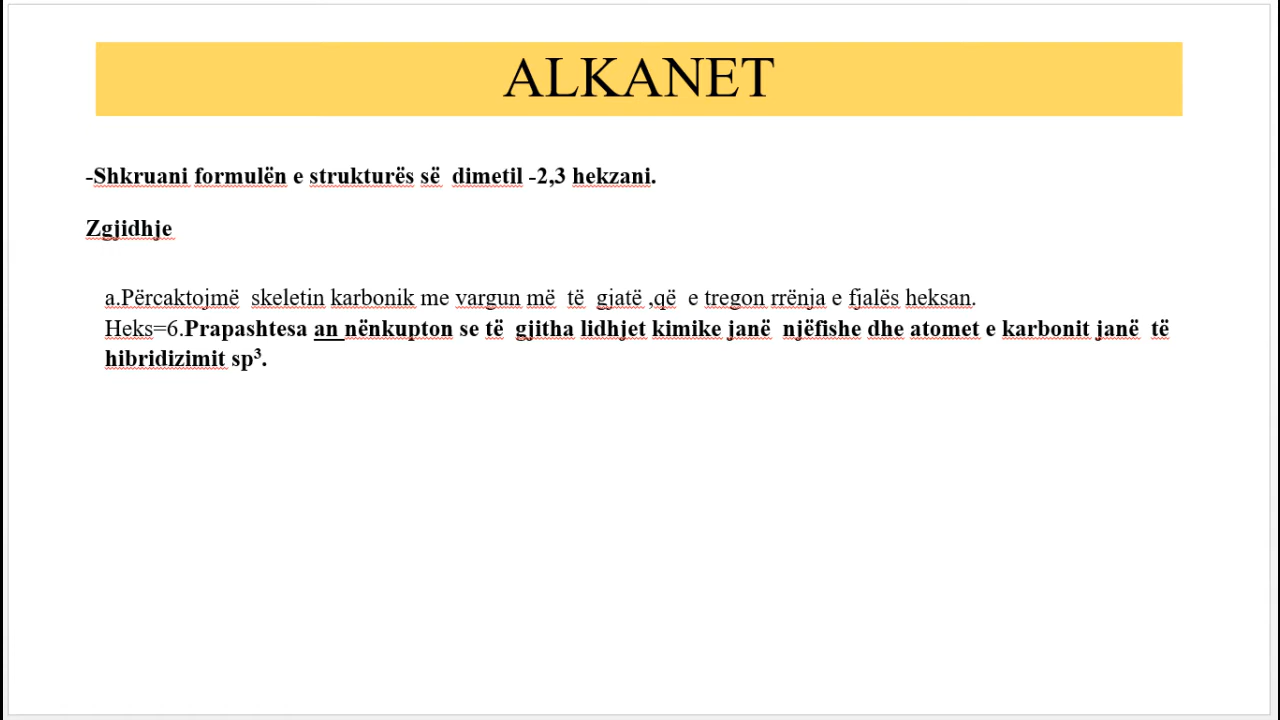 ALKANET
-Shkruani formulën e strukturës së dimetil -2,3 hekzani.
Zgjidhje
a.Përcaktojmë skeletin karbonik me vargun më të gjatë ,që e tregon rrënja e fjalës heksan.
Heks=6.Prapashtesa an nënkupton se të gjitha lidhjet kimike janë njëfishe dhe atomet e karbonit janë të
hibridizimit sp³.